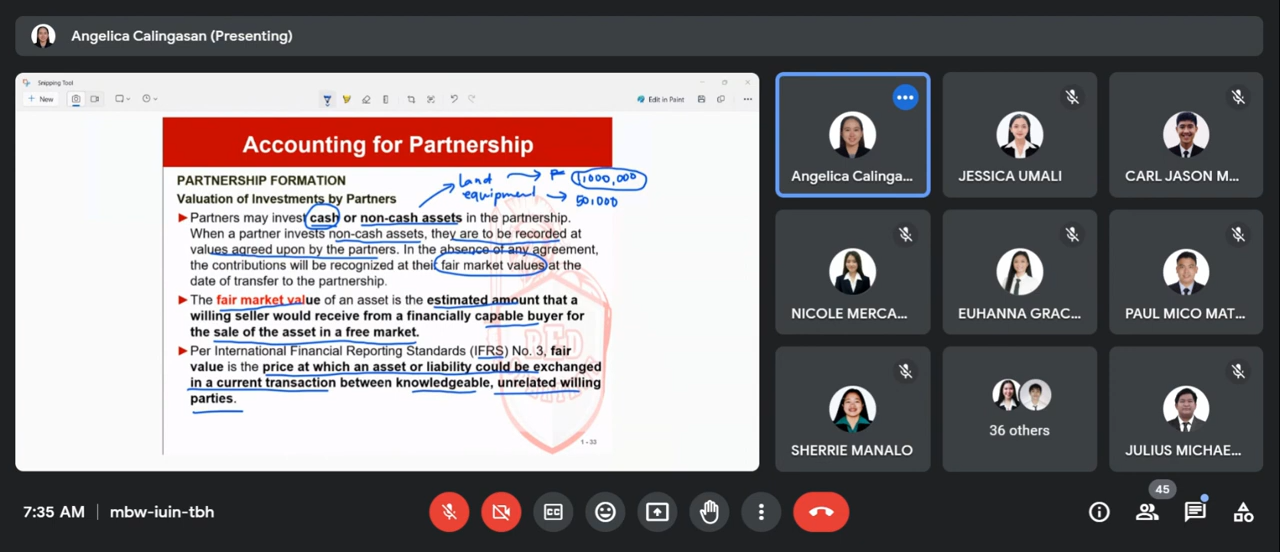 Angelica Calingasan (Presenting)
Snipping Tool
+ New
Edit in Paint
Accounting for Partnership
PARTNERSHIP FORMATION
Valuation of Investments by Partners
land → ₱ 1,000,000
equipment → 50,000
▶ Partners may invest cash or non-cash assets in the partnership.
When a partner invests non-cash assets, they are to be recorded at
values agreed upon by the partners. In the absence of any agreement,
the contributions will be recognized at their fair market values at the
date of transfer to the partnership.
▶ The fair market value of an asset is the estimated amount that a
willing seller would receive from a financially capable buyer for
the sale of the asset in a free market.
▶ Per International Financial Reporting Standards (IFRS) No. 3, fair
value is the price at which an asset or liability could be exchanged
in a current transaction between knowledgeable, unrelated willing
parties.
1 - 33
Angelica Calinga...
JESSICA UMALI
CARL JASON M...
NICOLE MERCA...
EUHANNA GRAC...
PAUL MICO MAT...
SHERRIE MANALO
36 others
JULIUS MICHAE...
7:35 AM | mbw-iuin-tbh
CC
45